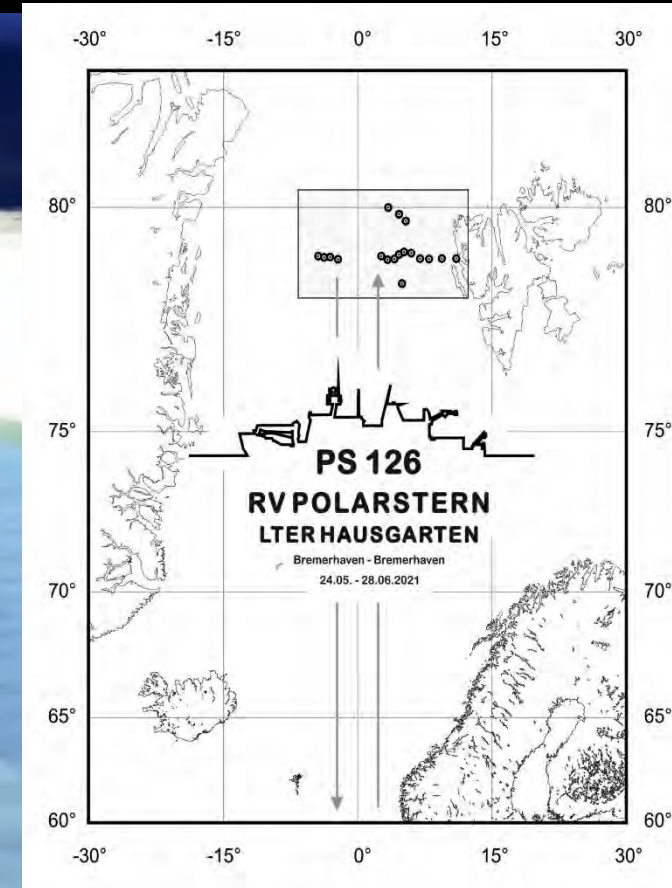 -30° -15° 0° 15° 30°
80° 80°
75° 75°
PS 126
RV POLARSTERN
LTER HAUSGARTEN
Bremerhaven - Bremerhaven
24.05. - 28.06.2021
70° 70°
65° 65°
60° 60°
-30° -15° 0° 15° 30°